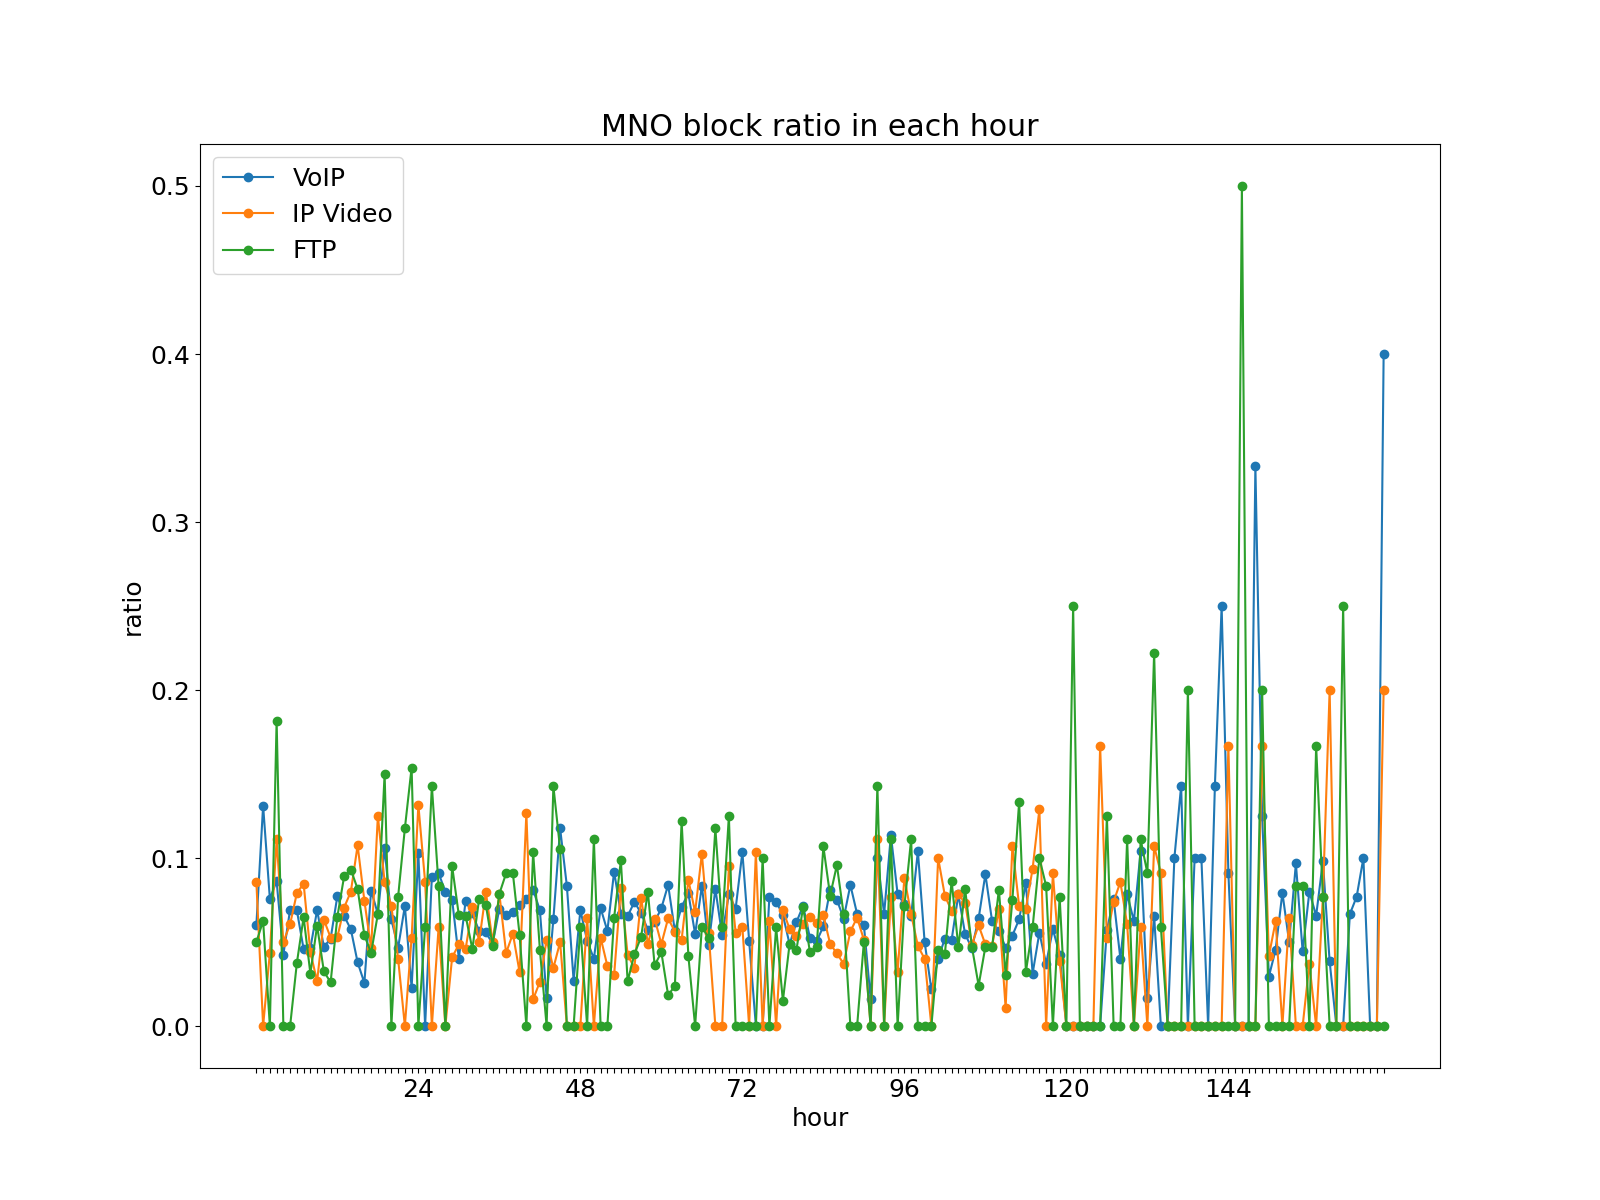 MNO block ratio in each hour
VoIP
IP Video
FTP
0.5
0.4
0.3
0.2
0.1
0.0
ratio
24 48 72 96 120 144
hour